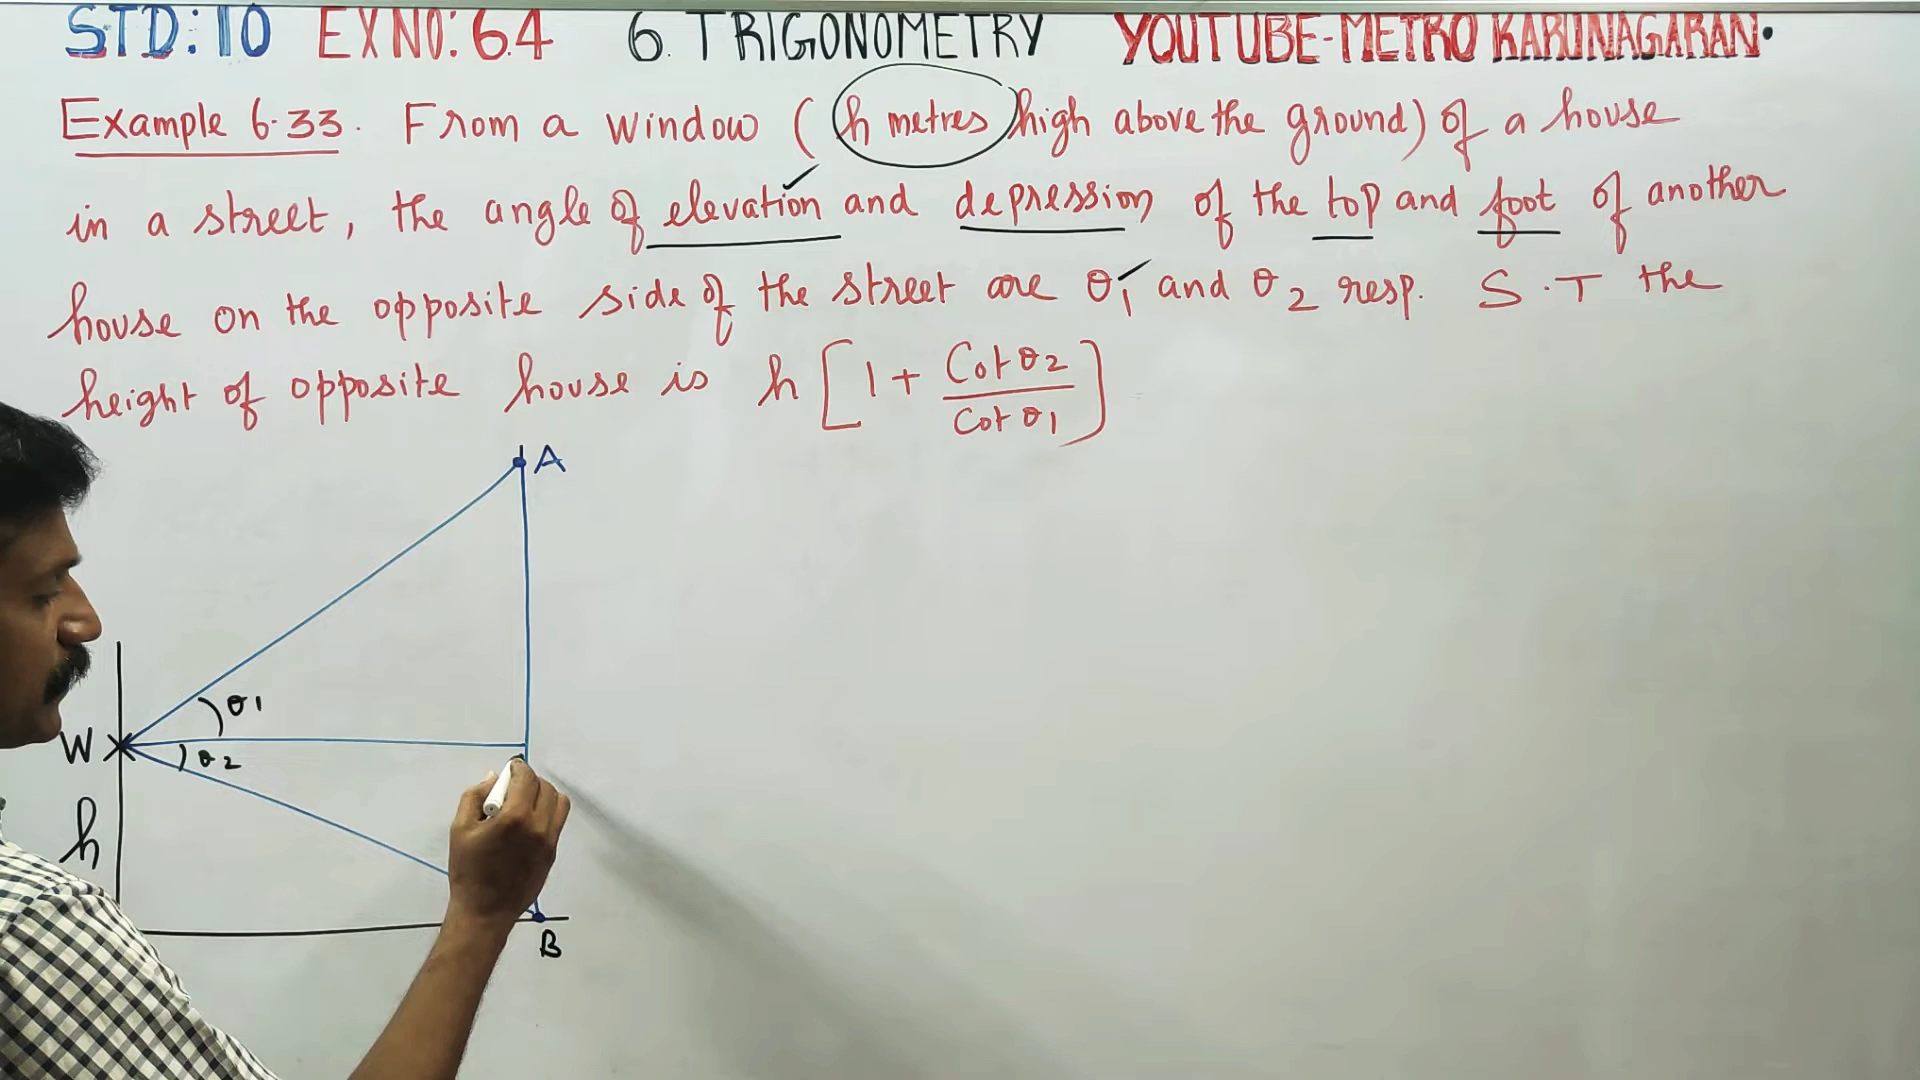 STD: 10 EX NO: 6.4 6. TRIGONOMETRY YOUTUBE-METRO KARUNAGARAN.
Example 6.33. From a window (h metres high above the ground) of a house
in a street, the angle of elevation and depression of the top and foot of another
house on the opposite side of the street are θ1 and θ2 resp. S.T the
height of opposite house is h [1 + Cot θ2 / Cot θ1]
A
θ1
W
θ2
h
B